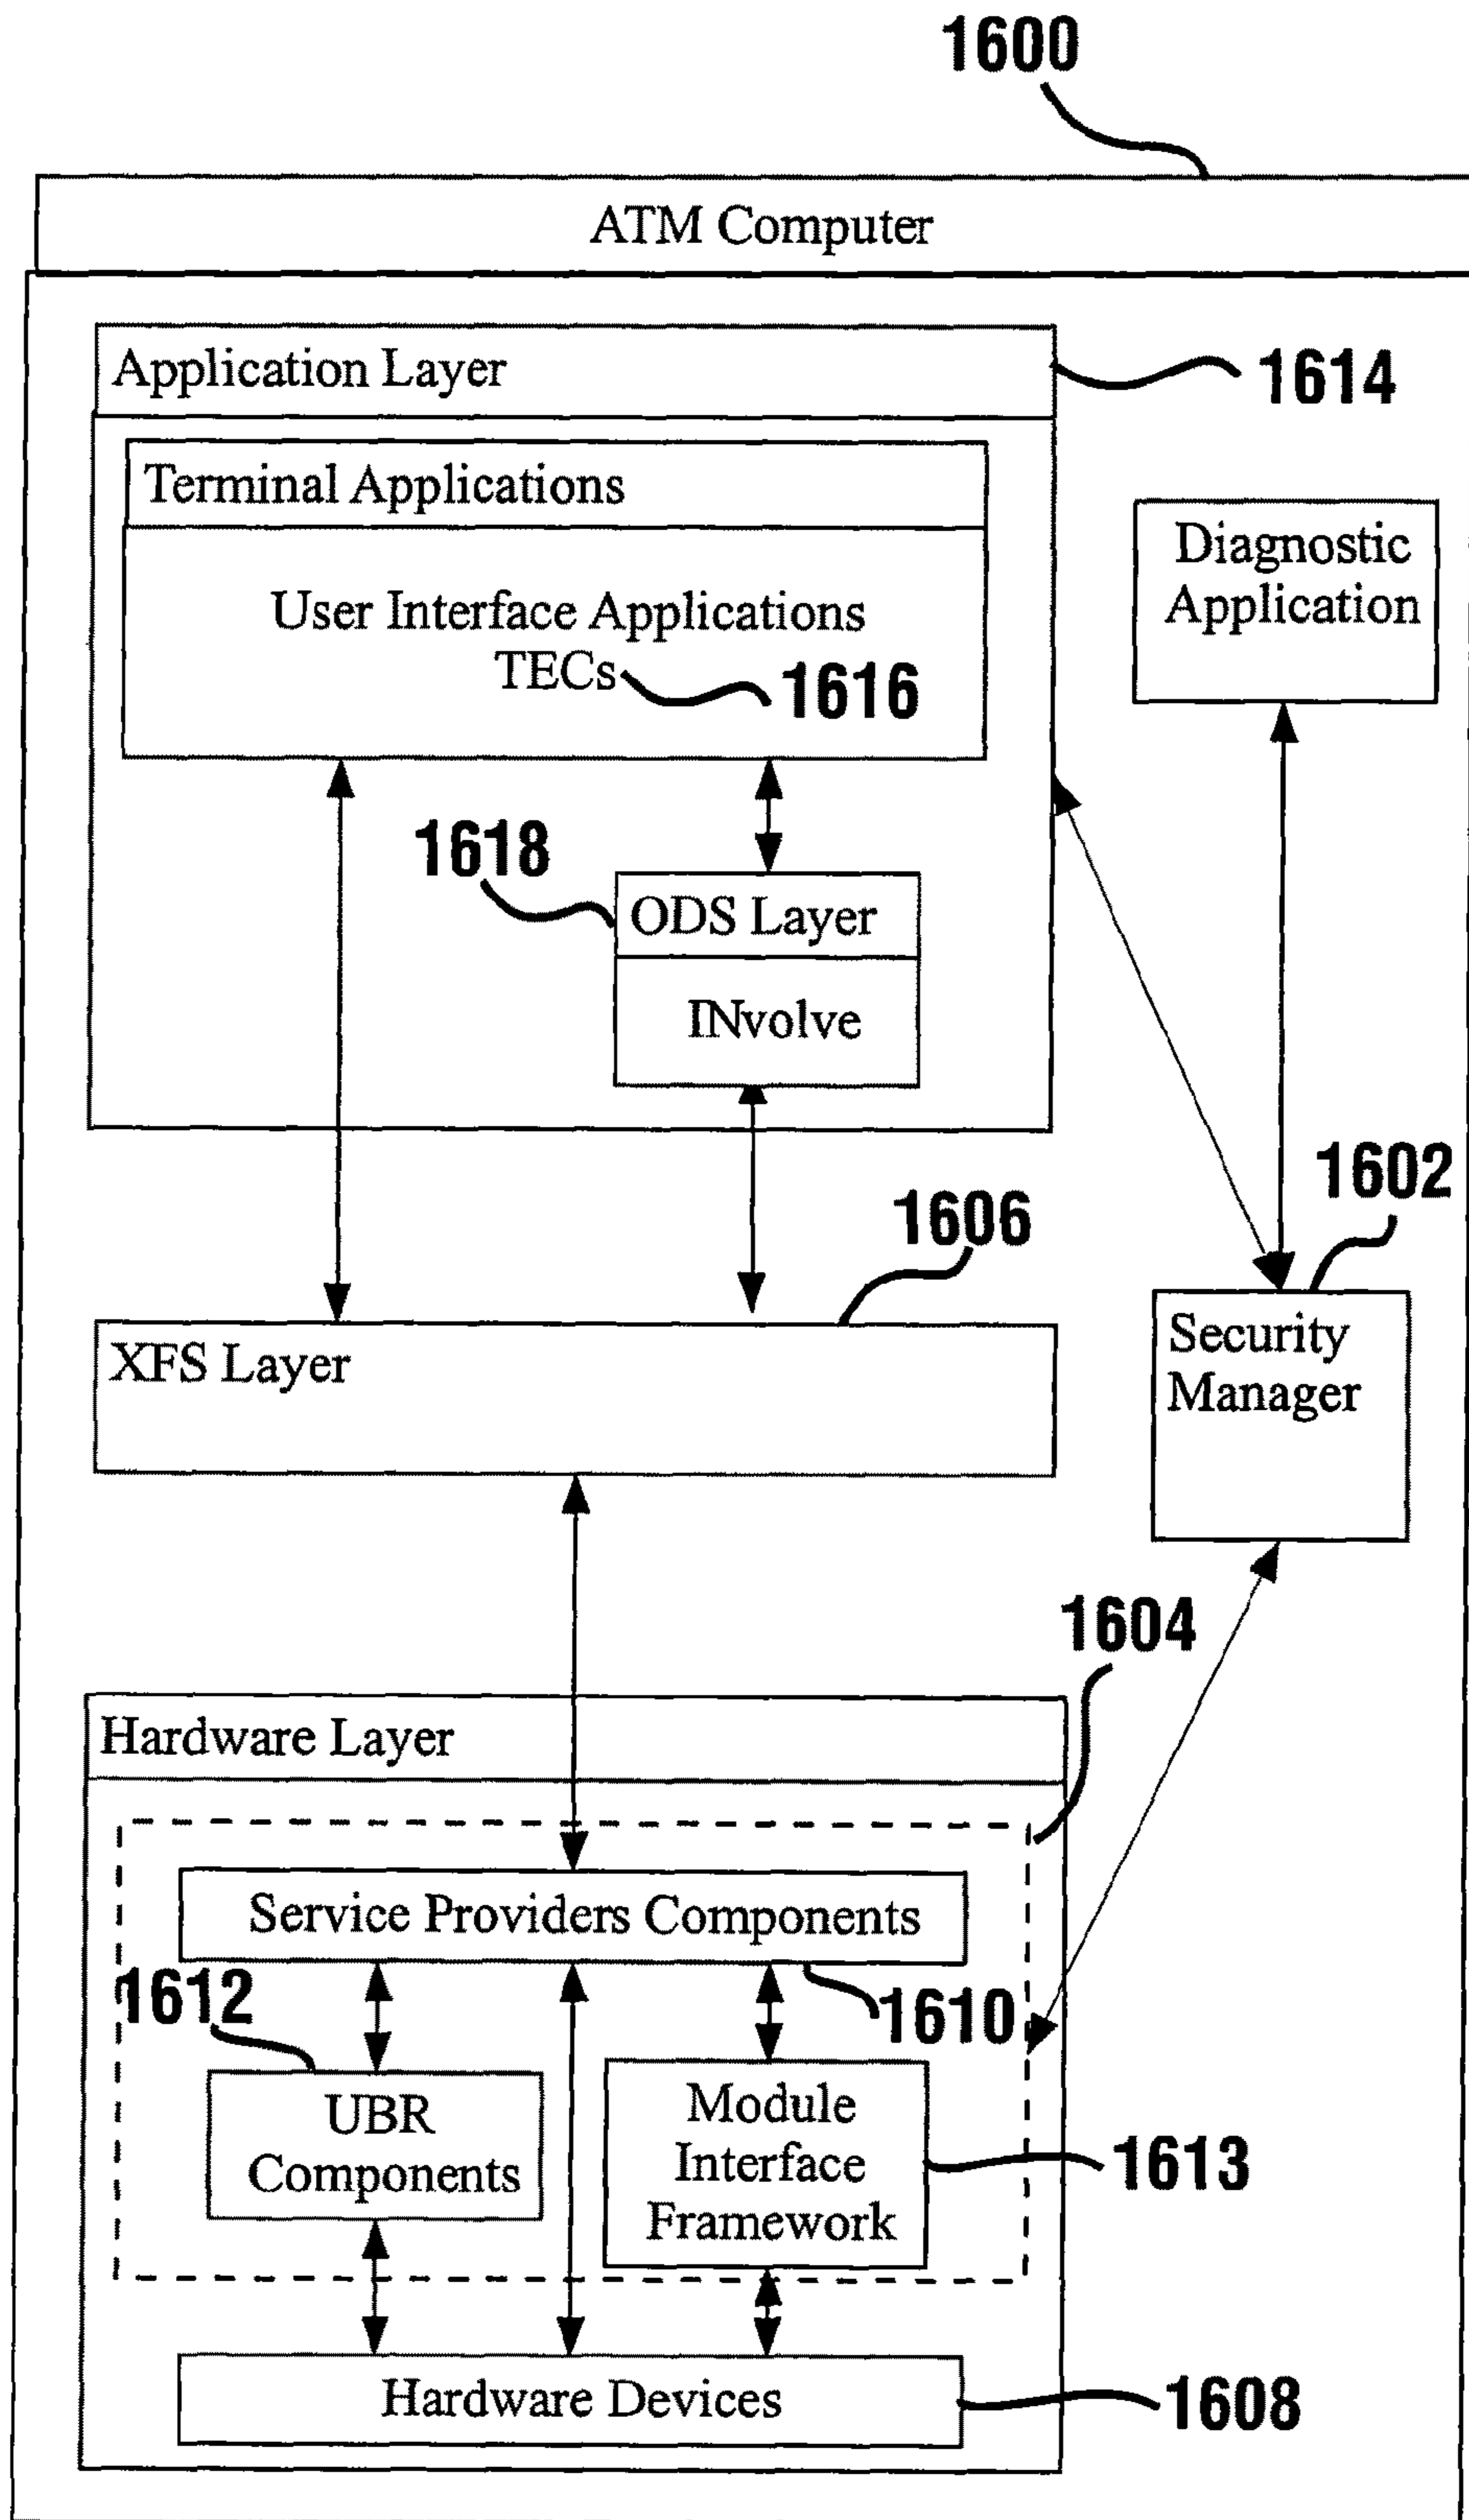 1600
ATM Computer
Application Layer
1614
Terminal Applications
Diagnostic
Application
User Interface Applications
TECs
1616
1618
ODS Layer
INvolve
1602
1606
XFS Layer
Security
Manager
1604
Hardware Layer
Service Providers Components
1612
1610
UBR
Components
Module
Interface
Framework
1613
Hardware Devices
1608